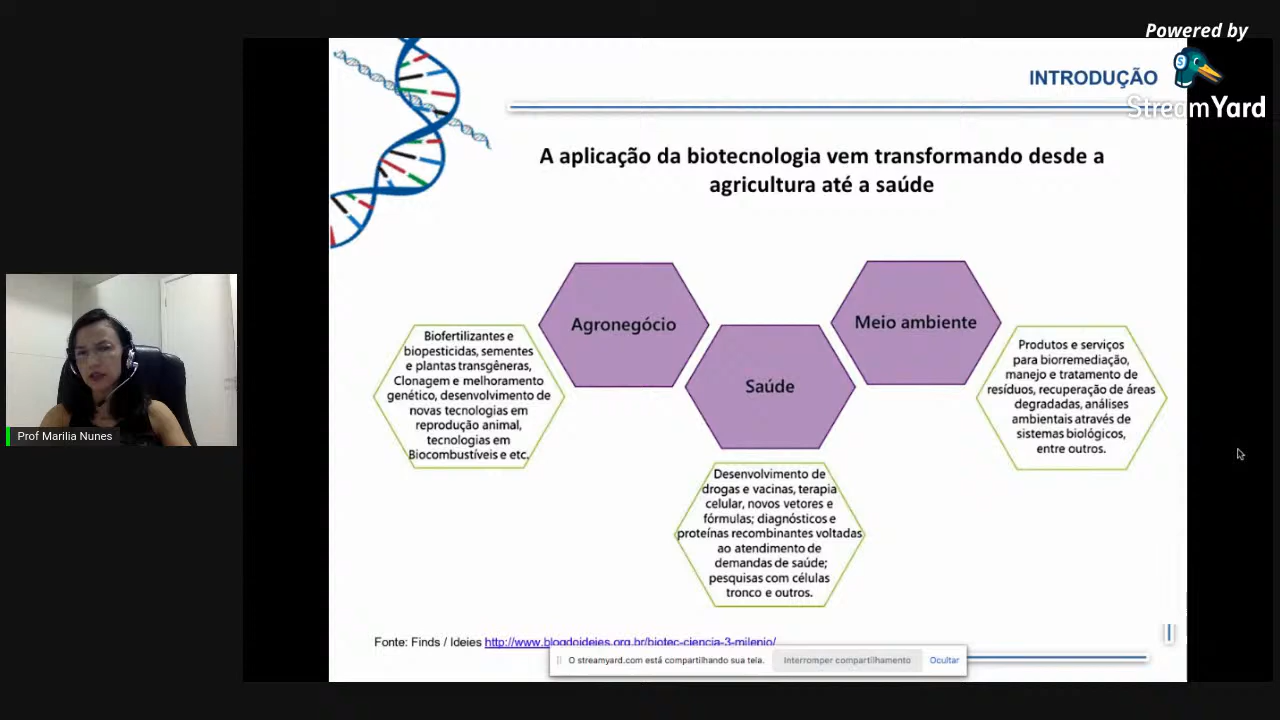 Powered by
StreamYard
INTRODUÇÃO
A aplicação da biotecnologia vem transformando desde a
agricultura até a saúde
Agronegócio
Meio ambiente
Saúde
Biofertilizantes e
biopesticidas, sementes
e plantas transgêneras,
Clonagem e melhoramento
genético, desenvolvimento de
novas tecnologias em
reprodução animal,
tecnologias em
Biocombustíveis e etc.
Produtos e serviços
para biorremediação,
manejo e tratamento de
resíduos, recuperação de áreas
degradadas, análises
ambientais através de
sistemas biológicos,
entre outros.
Desenvolvimento de
drogas e vacinas, terapia
celular, novos vetores e
fórmulas; diagnósticos e
proteínas recombinantes voltadas
ao atendimento de
demandas de saúde;
pesquisas com células
tronco e outros.
Prof Marilia Nunes
Fonte: Finds / Ideies http://www.blogdoideies.org.br/biotec-ciencia-3-milenio/
O streamyard.com está compartilhando sua tela. Interromper compartilhamento Ocultar